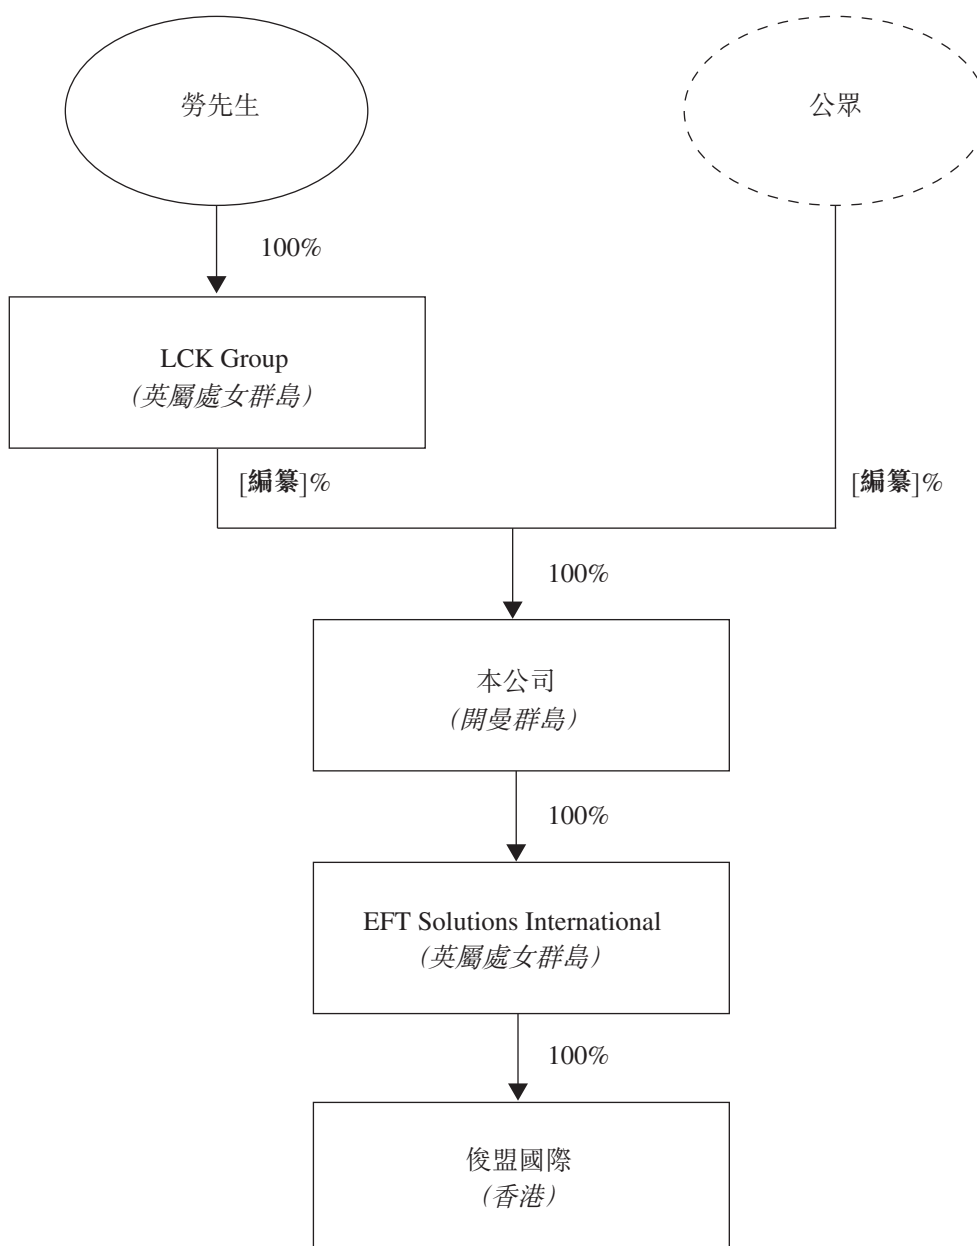 勞先生
公眾
100%
LCK Group
(英屬處女群島)
[編纂]%
[編纂]%
100%
本公司
(開曼群島)
100%
EFT Solutions International
(英屬處女群島)
100%
俊盟國際
(香港)